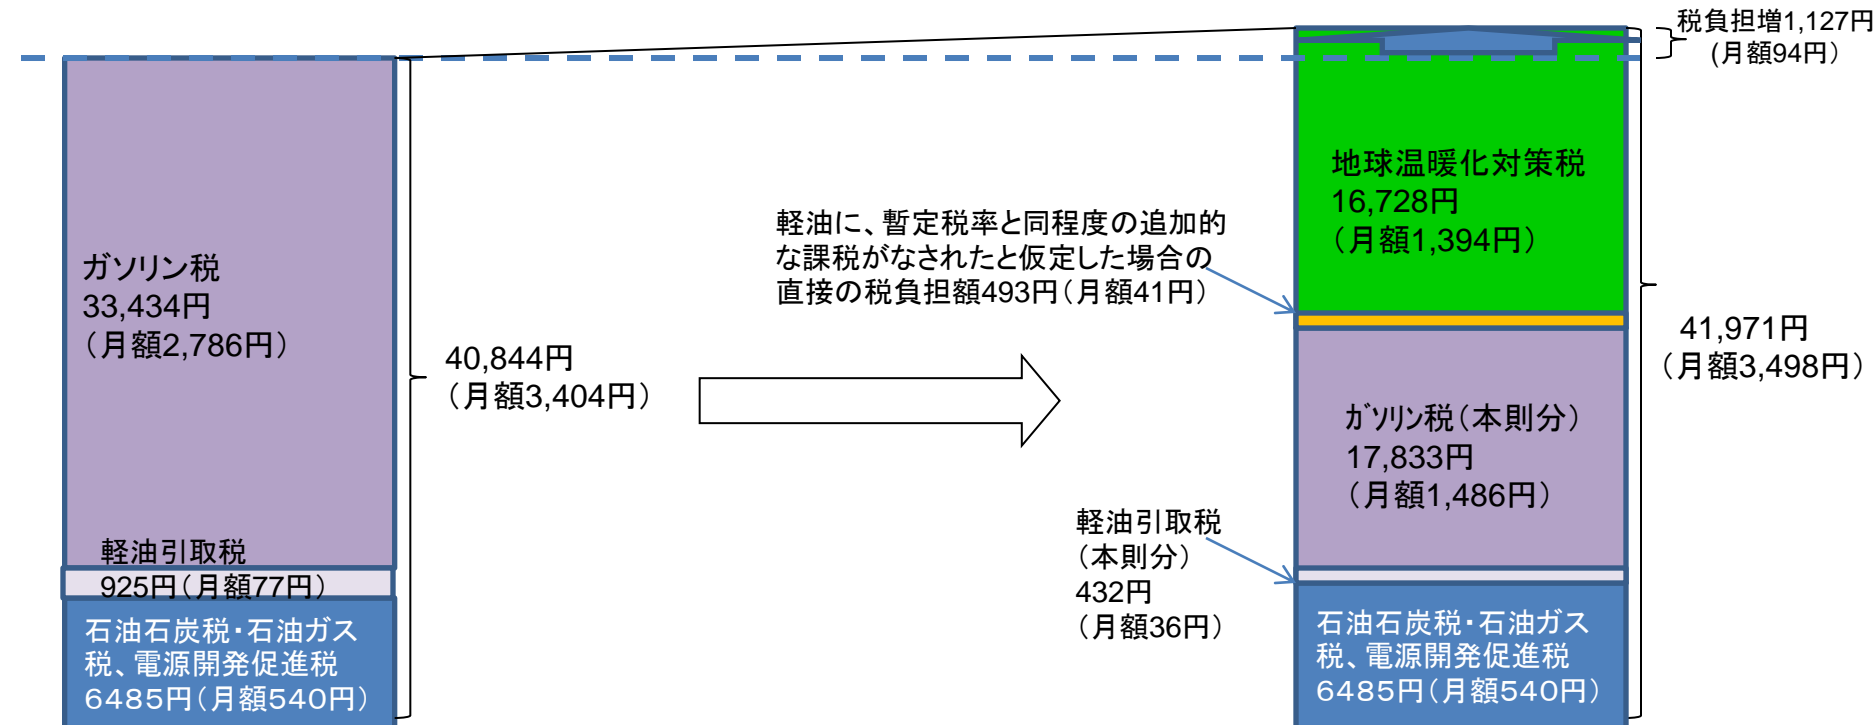 ガソリン税
33,434円
（月額2,786円）
軽油引取税
925円（月額77円）
石油石炭税・石油ガス
税、電源開発促進税
６４８５円（月額540円）
40,844円
（月額3,404円）
軽油に、暫定税率と同程度の追加的
な課税がなされたと仮定した場合の
直接の税負担額493円（月額41円）
軽油引取税
（本則分）
432円
（月額36円）
税負担増1,127円
（月額94円）
地球温暖化対策税
16,728円
（月額1,394円）
ｶﾞｿﾘﾝ税（本則分）
17,833円
（月額1,486円）
石油石炭税・石油ガス
税、電源開発促進税
６４８５円（月額540円）
41,971円
（月額3,498円）